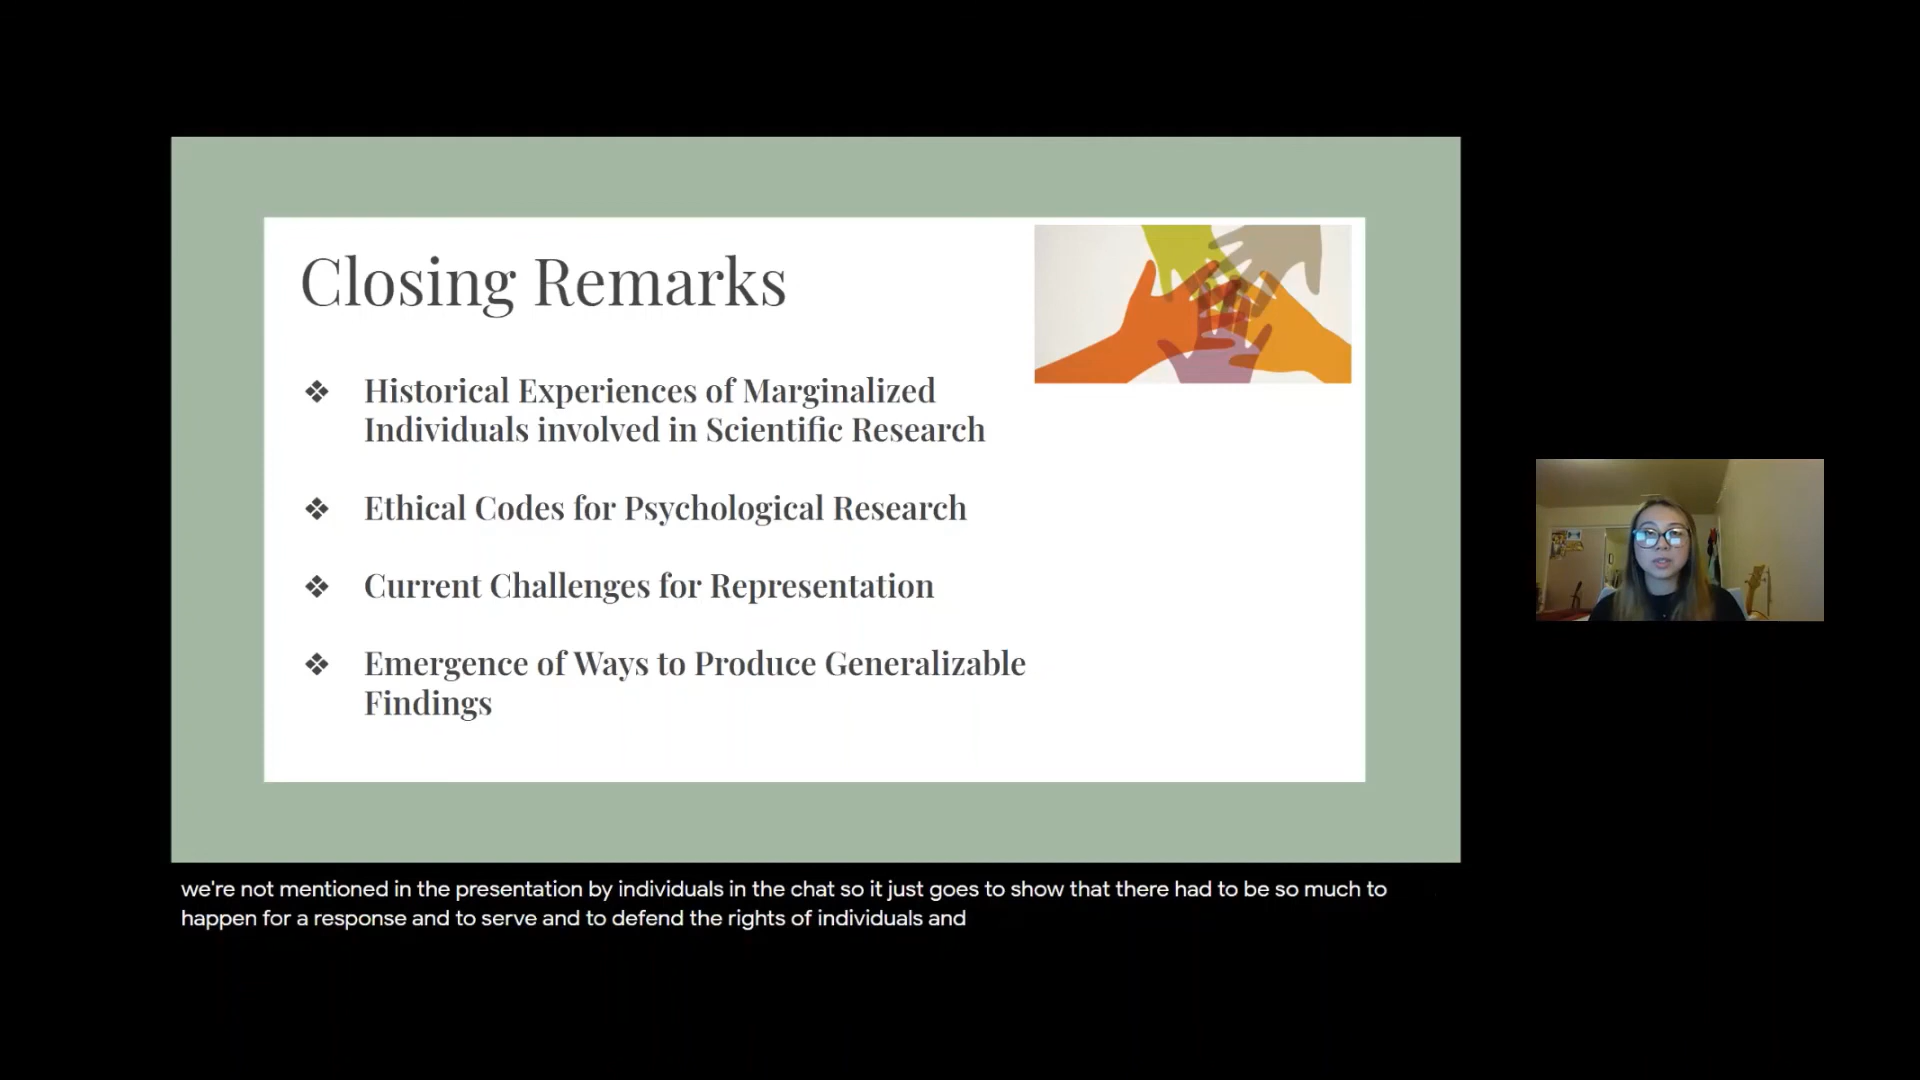 Closing Remarks
❖ Historical Experiences of Marginalized
Individuals involved in Scientific Research
❖ Ethical Codes for Psychological Research
❖ Current Challenges for Representation
❖ Emergence of Ways to Produce Generalizable
Findings
we're not mentioned in the presentation by individuals in the chat so it just goes to show that there had to be so much to
happen for a response and to serve and to defend the rights of individuals and